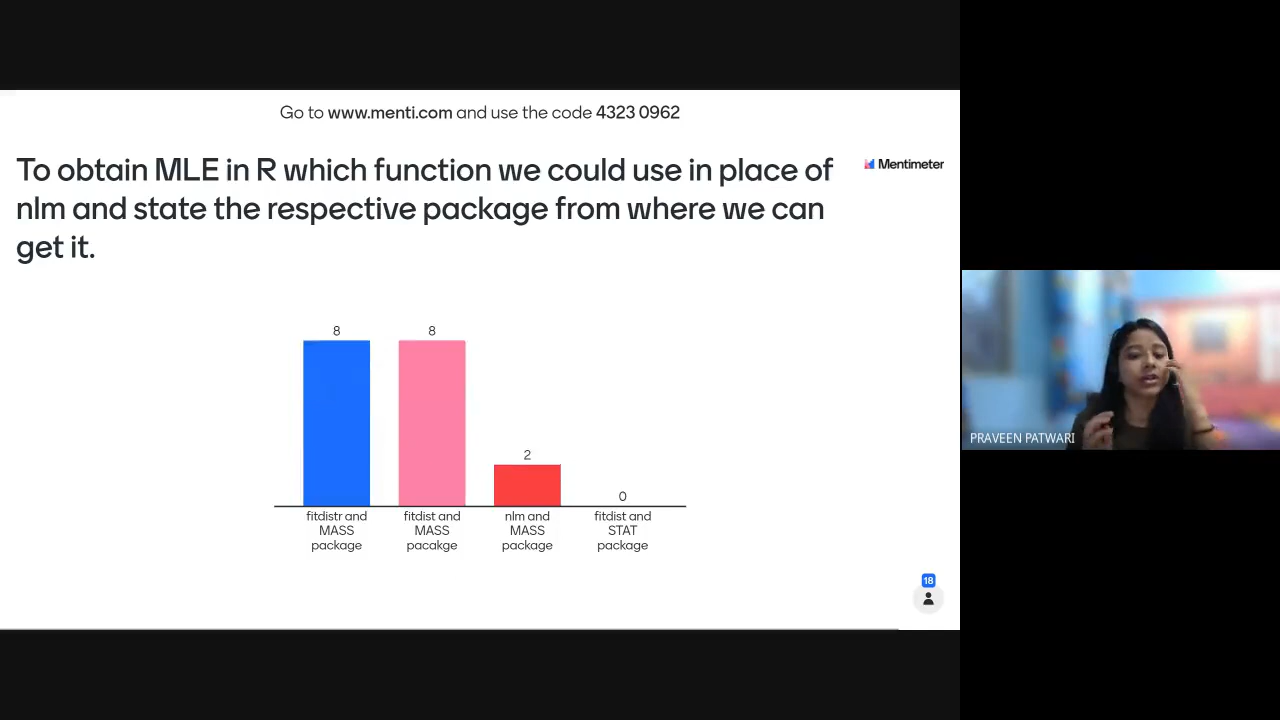 Go to www.menti.com and use the code 4323 0962
To obtain MLE in R which function we could use in place of
nlm and state the respective package from where we can
get it.
Mentimeter
8
8
2
0
fitdistr and
MASS
package
fitdist and
MASS
pacakge
nlm and
MASS
package
fitdist and
STAT
package
18
PRAVEEN PATWARI